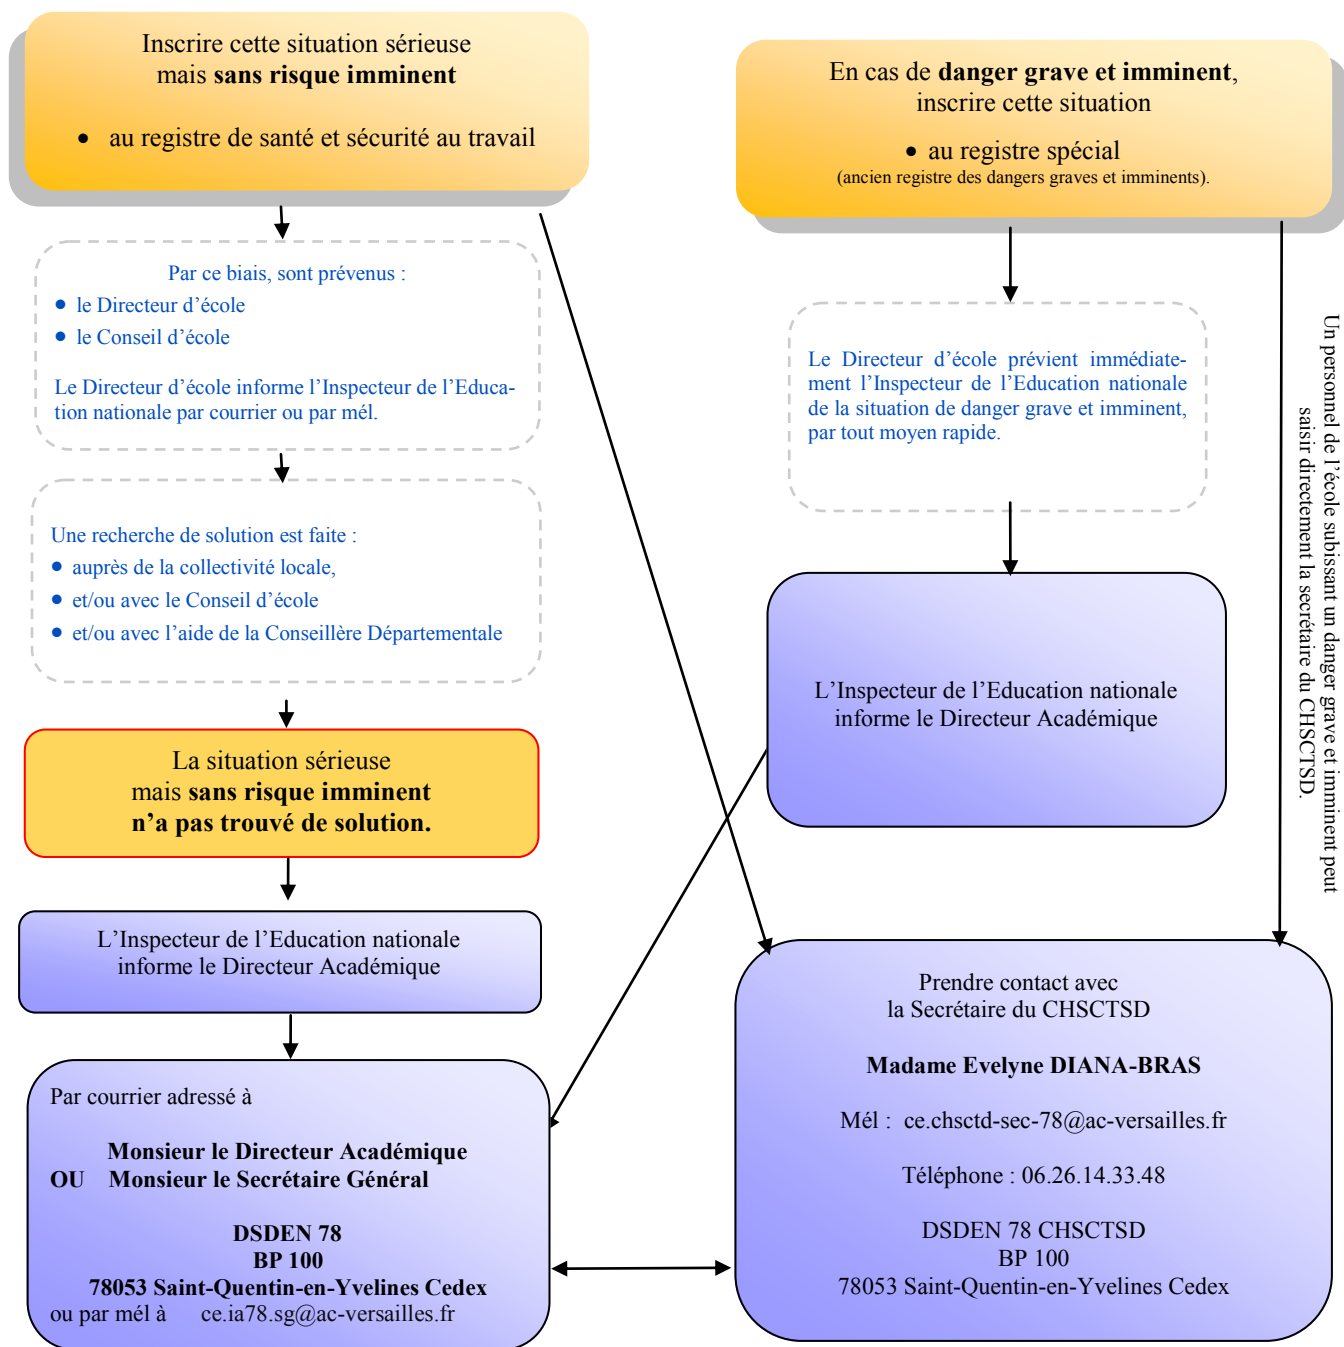 Inscrire cette situation sérieuse
mais sans risque imminent
• au registre de santé et sécurité au travail
Par ce biais, sont prévenus :
• le Directeur d’école
• le Conseil d’école
Le Directeur d’école informe l’Inspecteur de l’Educa-
tion nationale par courrier ou par mél.
Une recherche de solution est faite :
• auprès de la collectivité locale,
• et/ou avec le Conseil d’école
• et/ou avec l’aide de la Conseillère Départementale
La situation sérieuse
mais sans risque imminent
n’a pas trouvé de solution.
L’Inspecteur de l’Education nationale
informe le Directeur Académique
Par courrier adressé à
Monsieur le Directeur Académique
OU Monsieur le Secrétaire Général
DSDEN 78
BP 100
78053 Saint-Quentin-en-Yvelines Cedex
ou par mél à ce.ia78.sg@ac-versailles.fr
En cas de danger grave et imminent,
inscrire cette situation
• au registre spécial
(ancien registre des dangers graves et imminents).
Le Directeur d’école prévient immédiate-
ment l’Inspecteur de l’Education nationale
de la situation de danger grave et imminent,
par tout moyen rapide.
L’Inspecteur de l’Education nationale
informe le Directeur Académique
Un personnel de l’école subissant un danger grave et imminent peut
saisir directement la secrétaire du CHSCTSD.
Prendre contact avec
la Secrétaire du CHSCTSD
Madame Evelyne DIANA-BRAS
Mél : ce.chsctd-sec-78@ac-versailles.fr
Téléphone : 06.26.14.33.48
DSDEN 78 CHSCTSD
BP 100
78053 Saint-Quentin-en-Yvelines Cedex